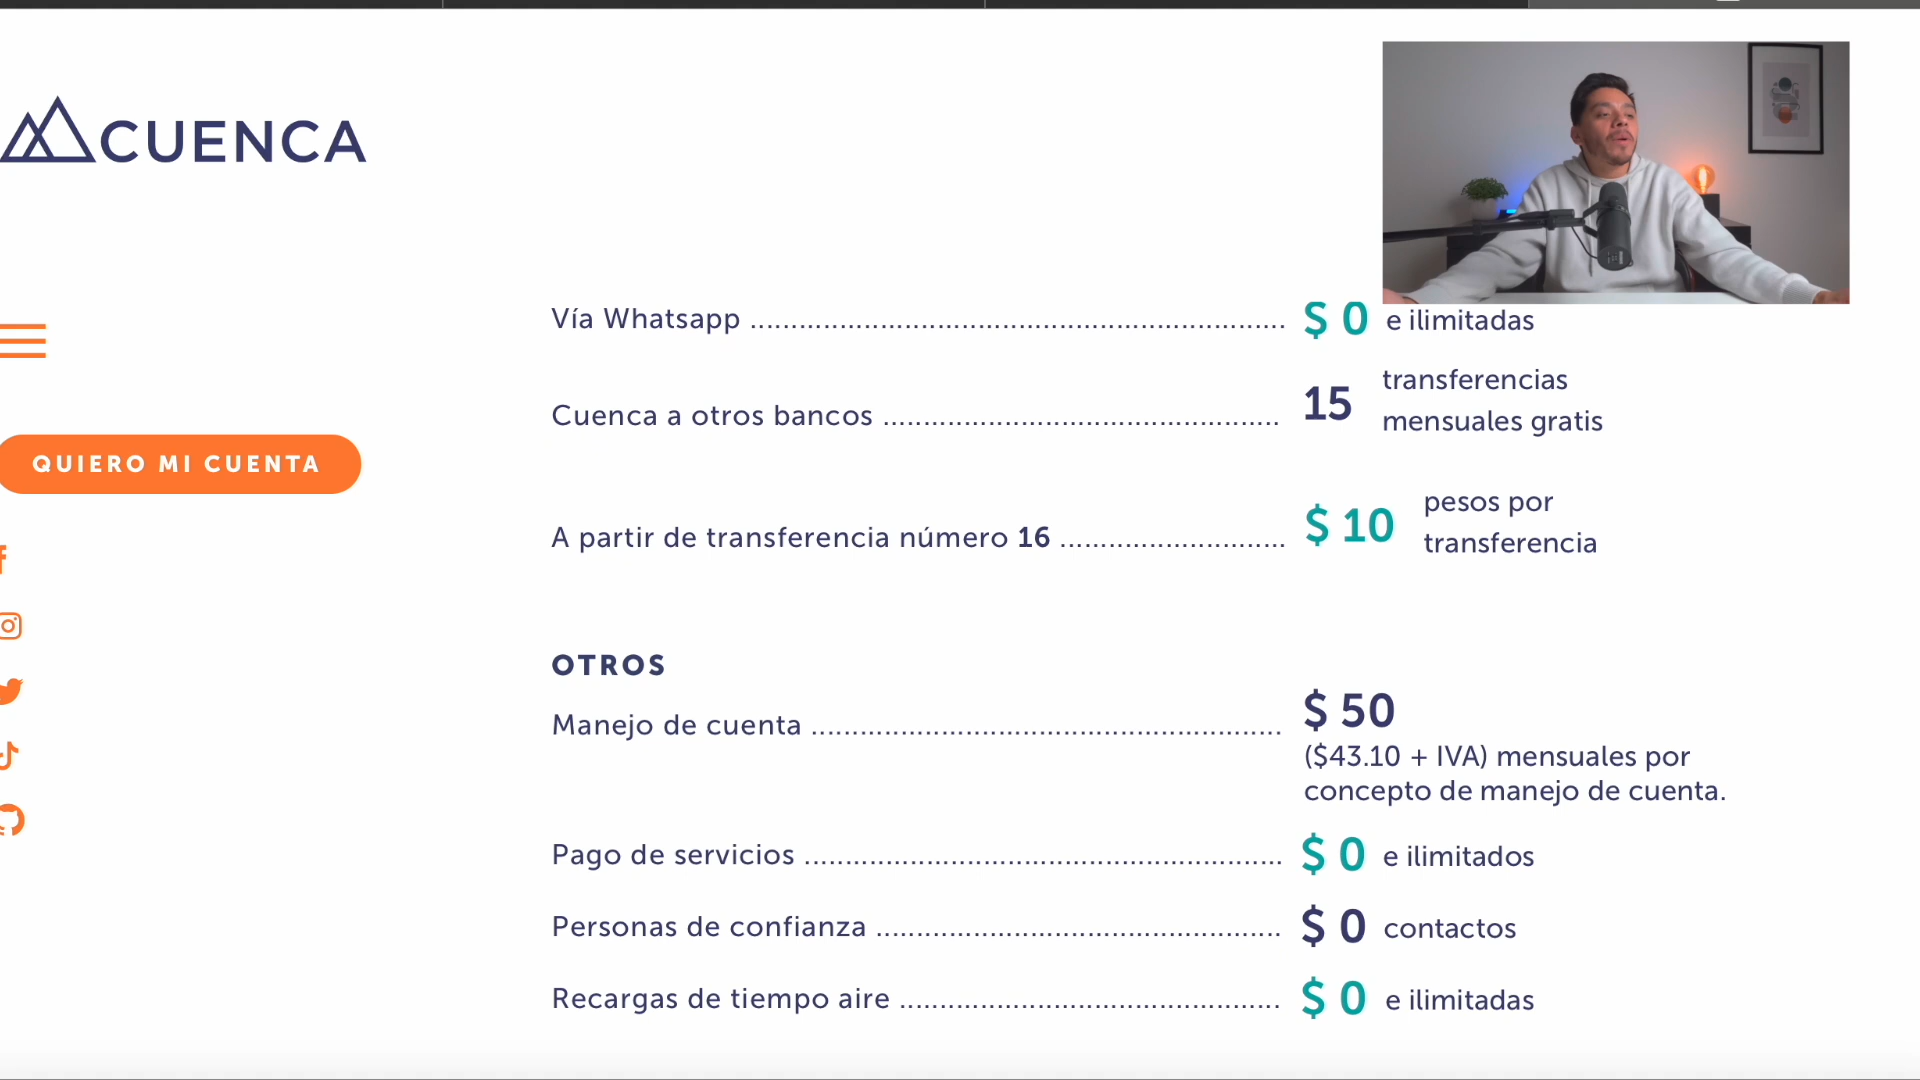 CUENCA
QUIERO MI CUENTA
Vía Whatsapp ........................................................ $ 0 e ilimitadas
Cuenca a otros bancos ........................................................ 15 transferencias
mensuales gratis
A partir de transferencia número 16 ........................................................ $ 10 pesos por
transferencia
OTROS
Manejo de cuenta ........................................................ $ 50
($43.10 + IVA) mensuales por
concepto de manejo de cuenta.
Pago de servicios ........................................................ $ 0 e ilimitados
Personas de confianza ........................................................ $ 0 contactos
Recargas de tiempo aire ........................................................ $ 0 e ilimitadas